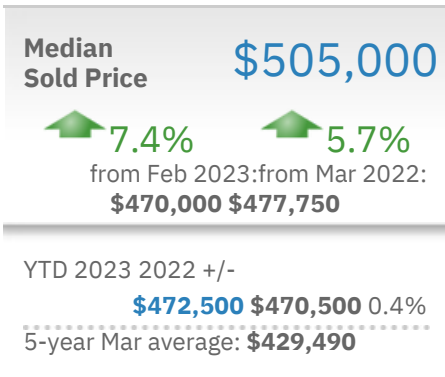 Median
Sold Price
$505,000
7.4%
5.7%
from Feb 2023:from Mar 2022:
$470,000 $477,750
YTD 2023 2022 +/-
$472,500 $470,500 0.4%
5-year Mar average: $429,490